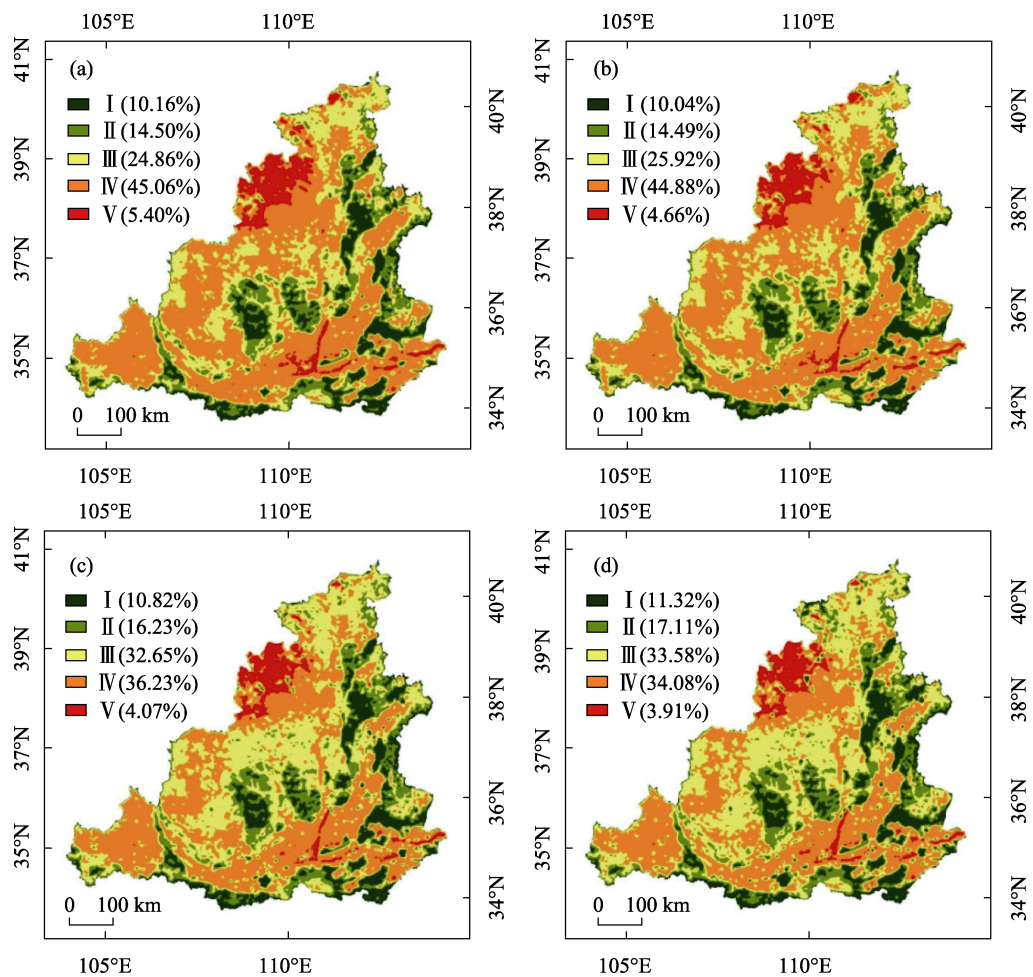 105°E 110°E
105°E 110°E
41°N
39°N
37°N
35°N
(a)
Ⅰ (10.16%)
Ⅱ (14.50%)
Ⅲ (24.86%)
Ⅳ (45.06%)
Ⅴ (5.40%)
0 100 km
40°N
38°N
36°N
34°N
41°N
39°N
37°N
35°N
(b)
Ⅰ (10.04%)
Ⅱ (14.49%)
Ⅲ (25.92%)
Ⅳ (44.88%)
Ⅴ (4.66%)
0 100 km
40°N
38°N
36°N
34°N
105°E 110°E
105°E 110°E
105°E 110°E
105°E 110°E
41°N
39°N
37°N
35°N
(c)
Ⅰ (10.82%)
Ⅱ (16.23%)
Ⅲ (32.65%)
Ⅳ (36.23%)
Ⅴ (4.07%)
0 100 km
40°N
38°N
36°N
34°N
41°N
39°N
37°N
35°N
(d)
Ⅰ (11.32%)
Ⅱ (17.11%)
Ⅲ (33.58%)
Ⅳ (34.08%)
Ⅴ (3.91%)
0 100 km
40°N
38°N
36°N
34°N
105°E 110°E
105°E 110°E